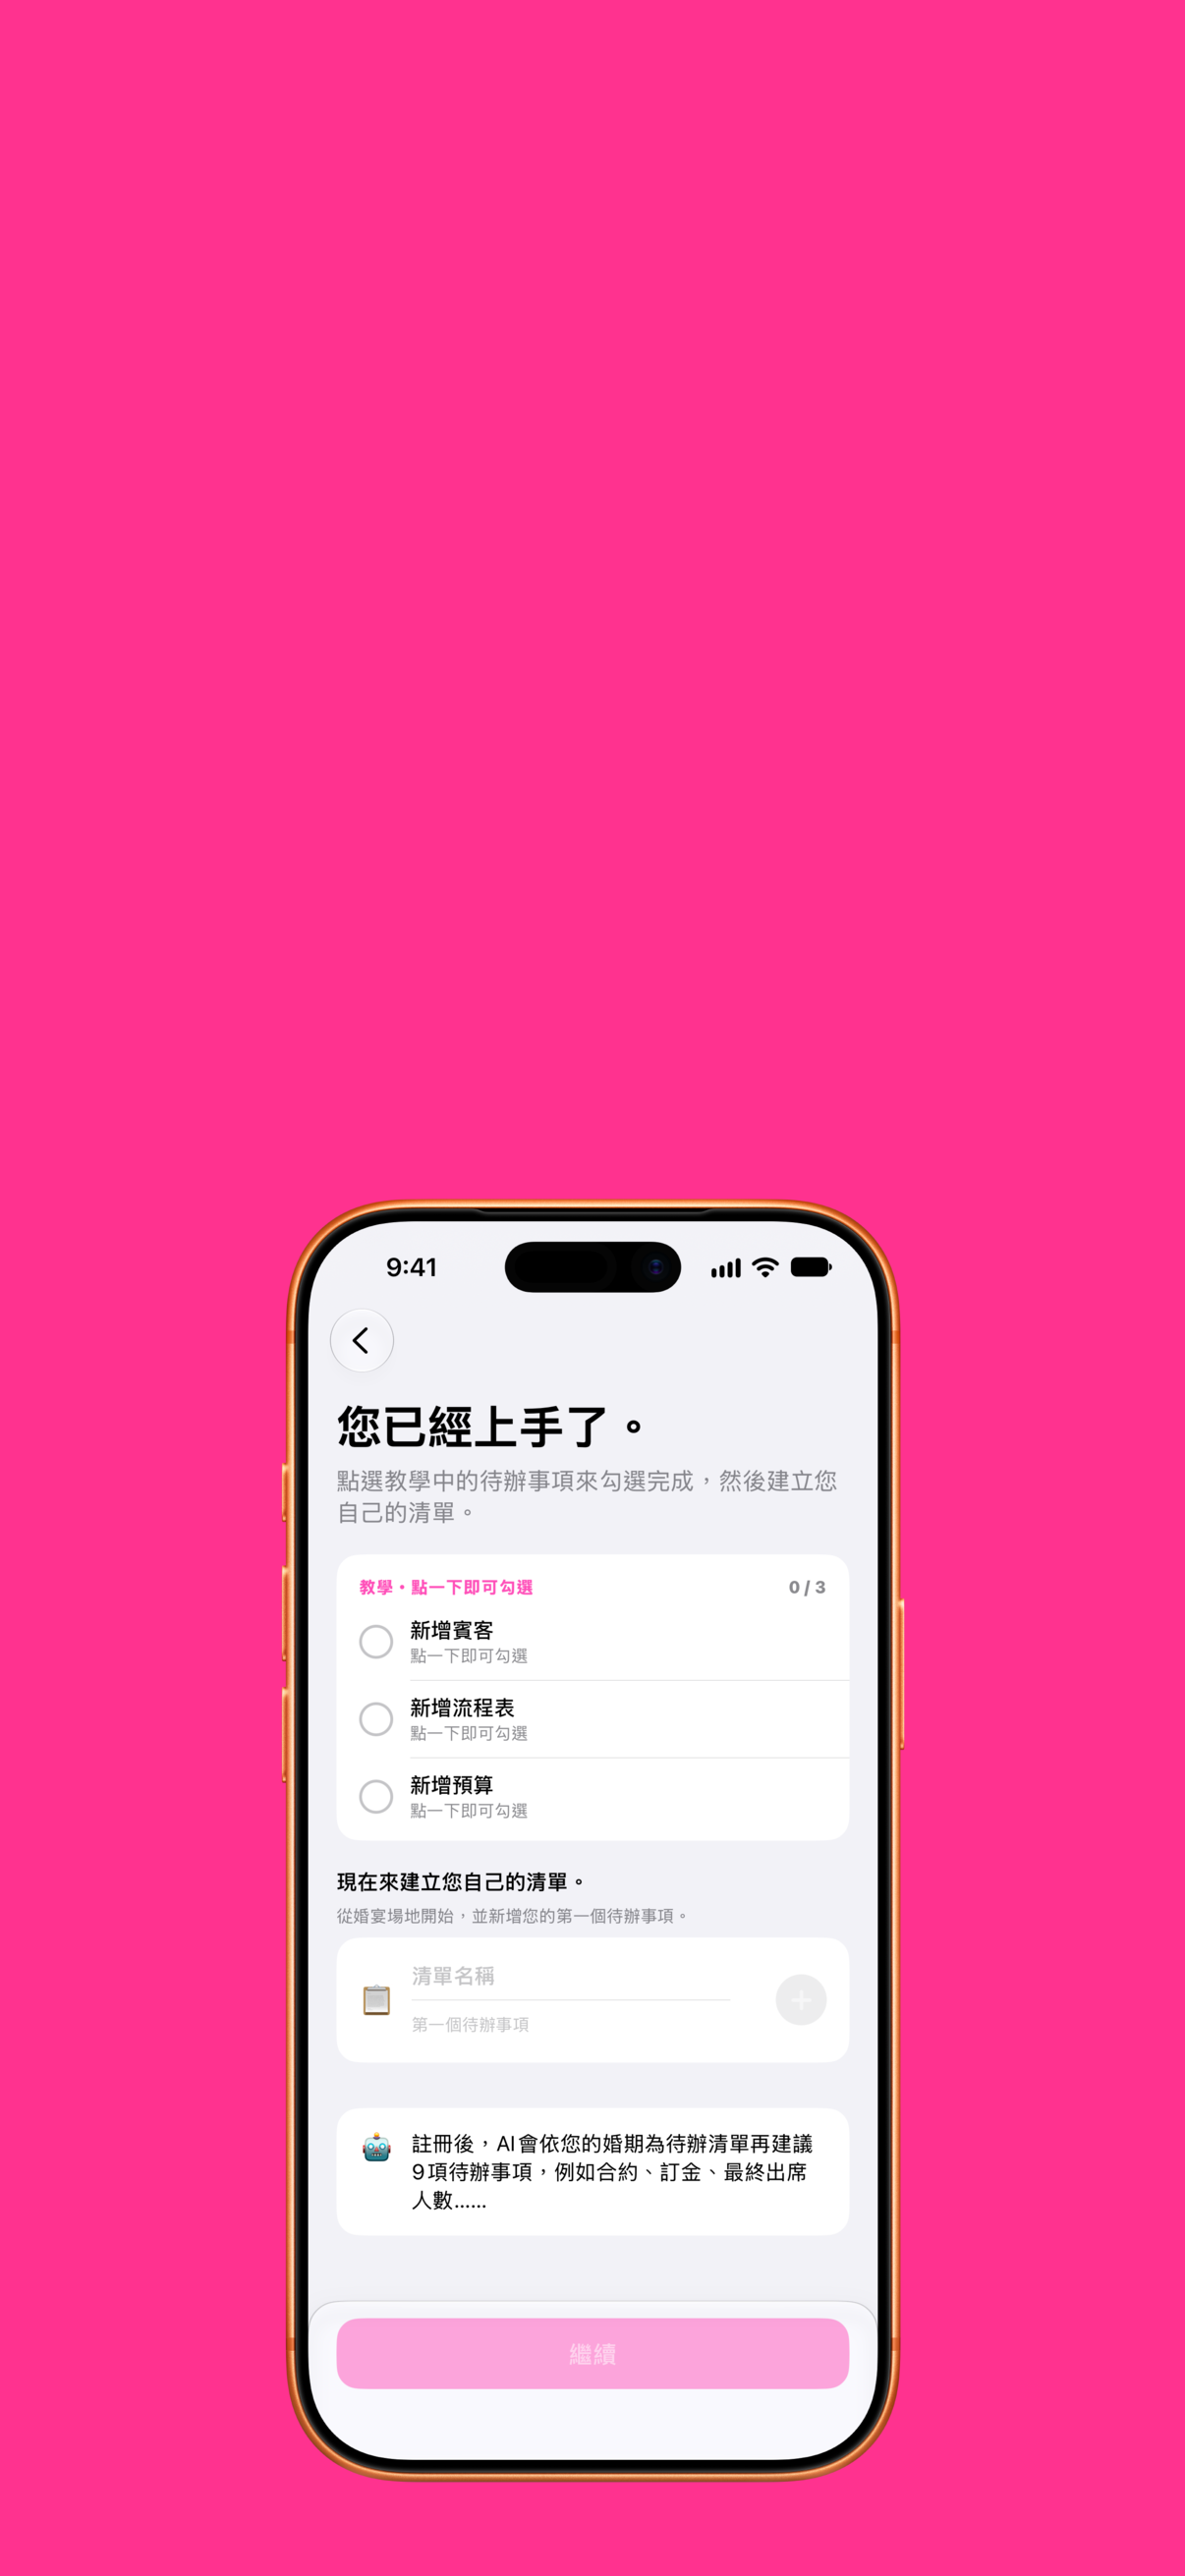 9:41
您已經上手了。
點選教學中的待辦事項來勾選完成，然後建立您
自己的清單。
教學・點一下即可勾選
0 / 3
新增賓客
點一下即可勾選
新增流程表
點一下即可勾選
新增預算
點一下即可勾選
現在來建立您自己的清單。
從婚宴場地開始，並新增您的第一個待辦事項。
清單名稱
第一個待辦事項
註冊後，AI會依您的婚期為待辦清單再建議
9項待辦事項，例如合約、訂金、最終出席
人數......
繼續